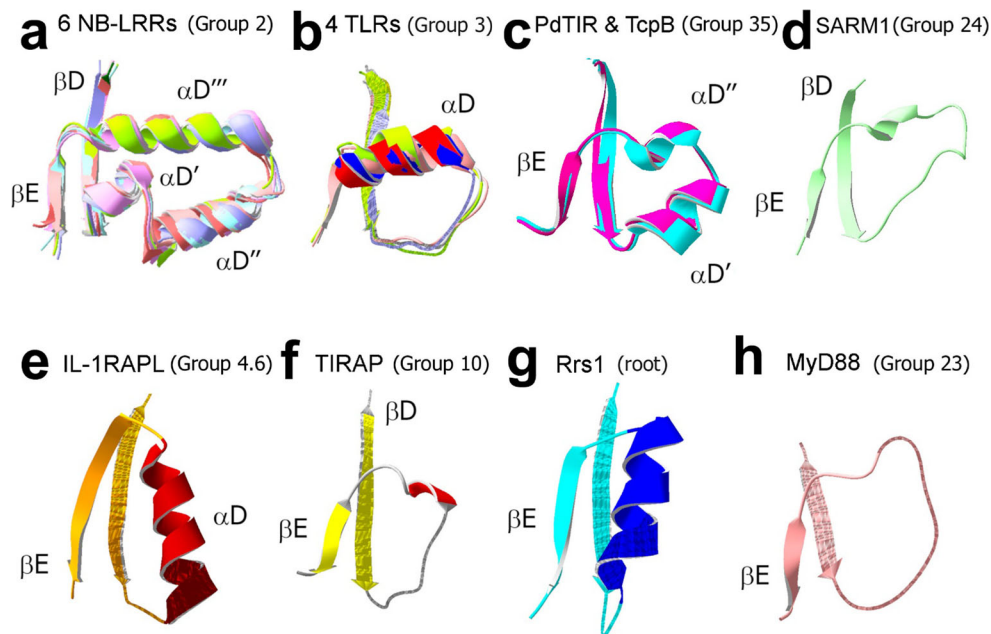 a 6 NB-LRRs (Group 2)
βD
αD′′′
βE
αD′
αD′′
b 4 TLRs (Group 3)
αD
c PdTIR & TcpB (Group 35)
αD′′
βE
αD′
d SARM1(Group 24)
βD
βE
e IL-1RAPL (Group 4.6)
αD
βE
f TIRAP (Group 10)
βD
βE
g Rrs1 (root)
βE
h MyD88 (Group 23)
βE